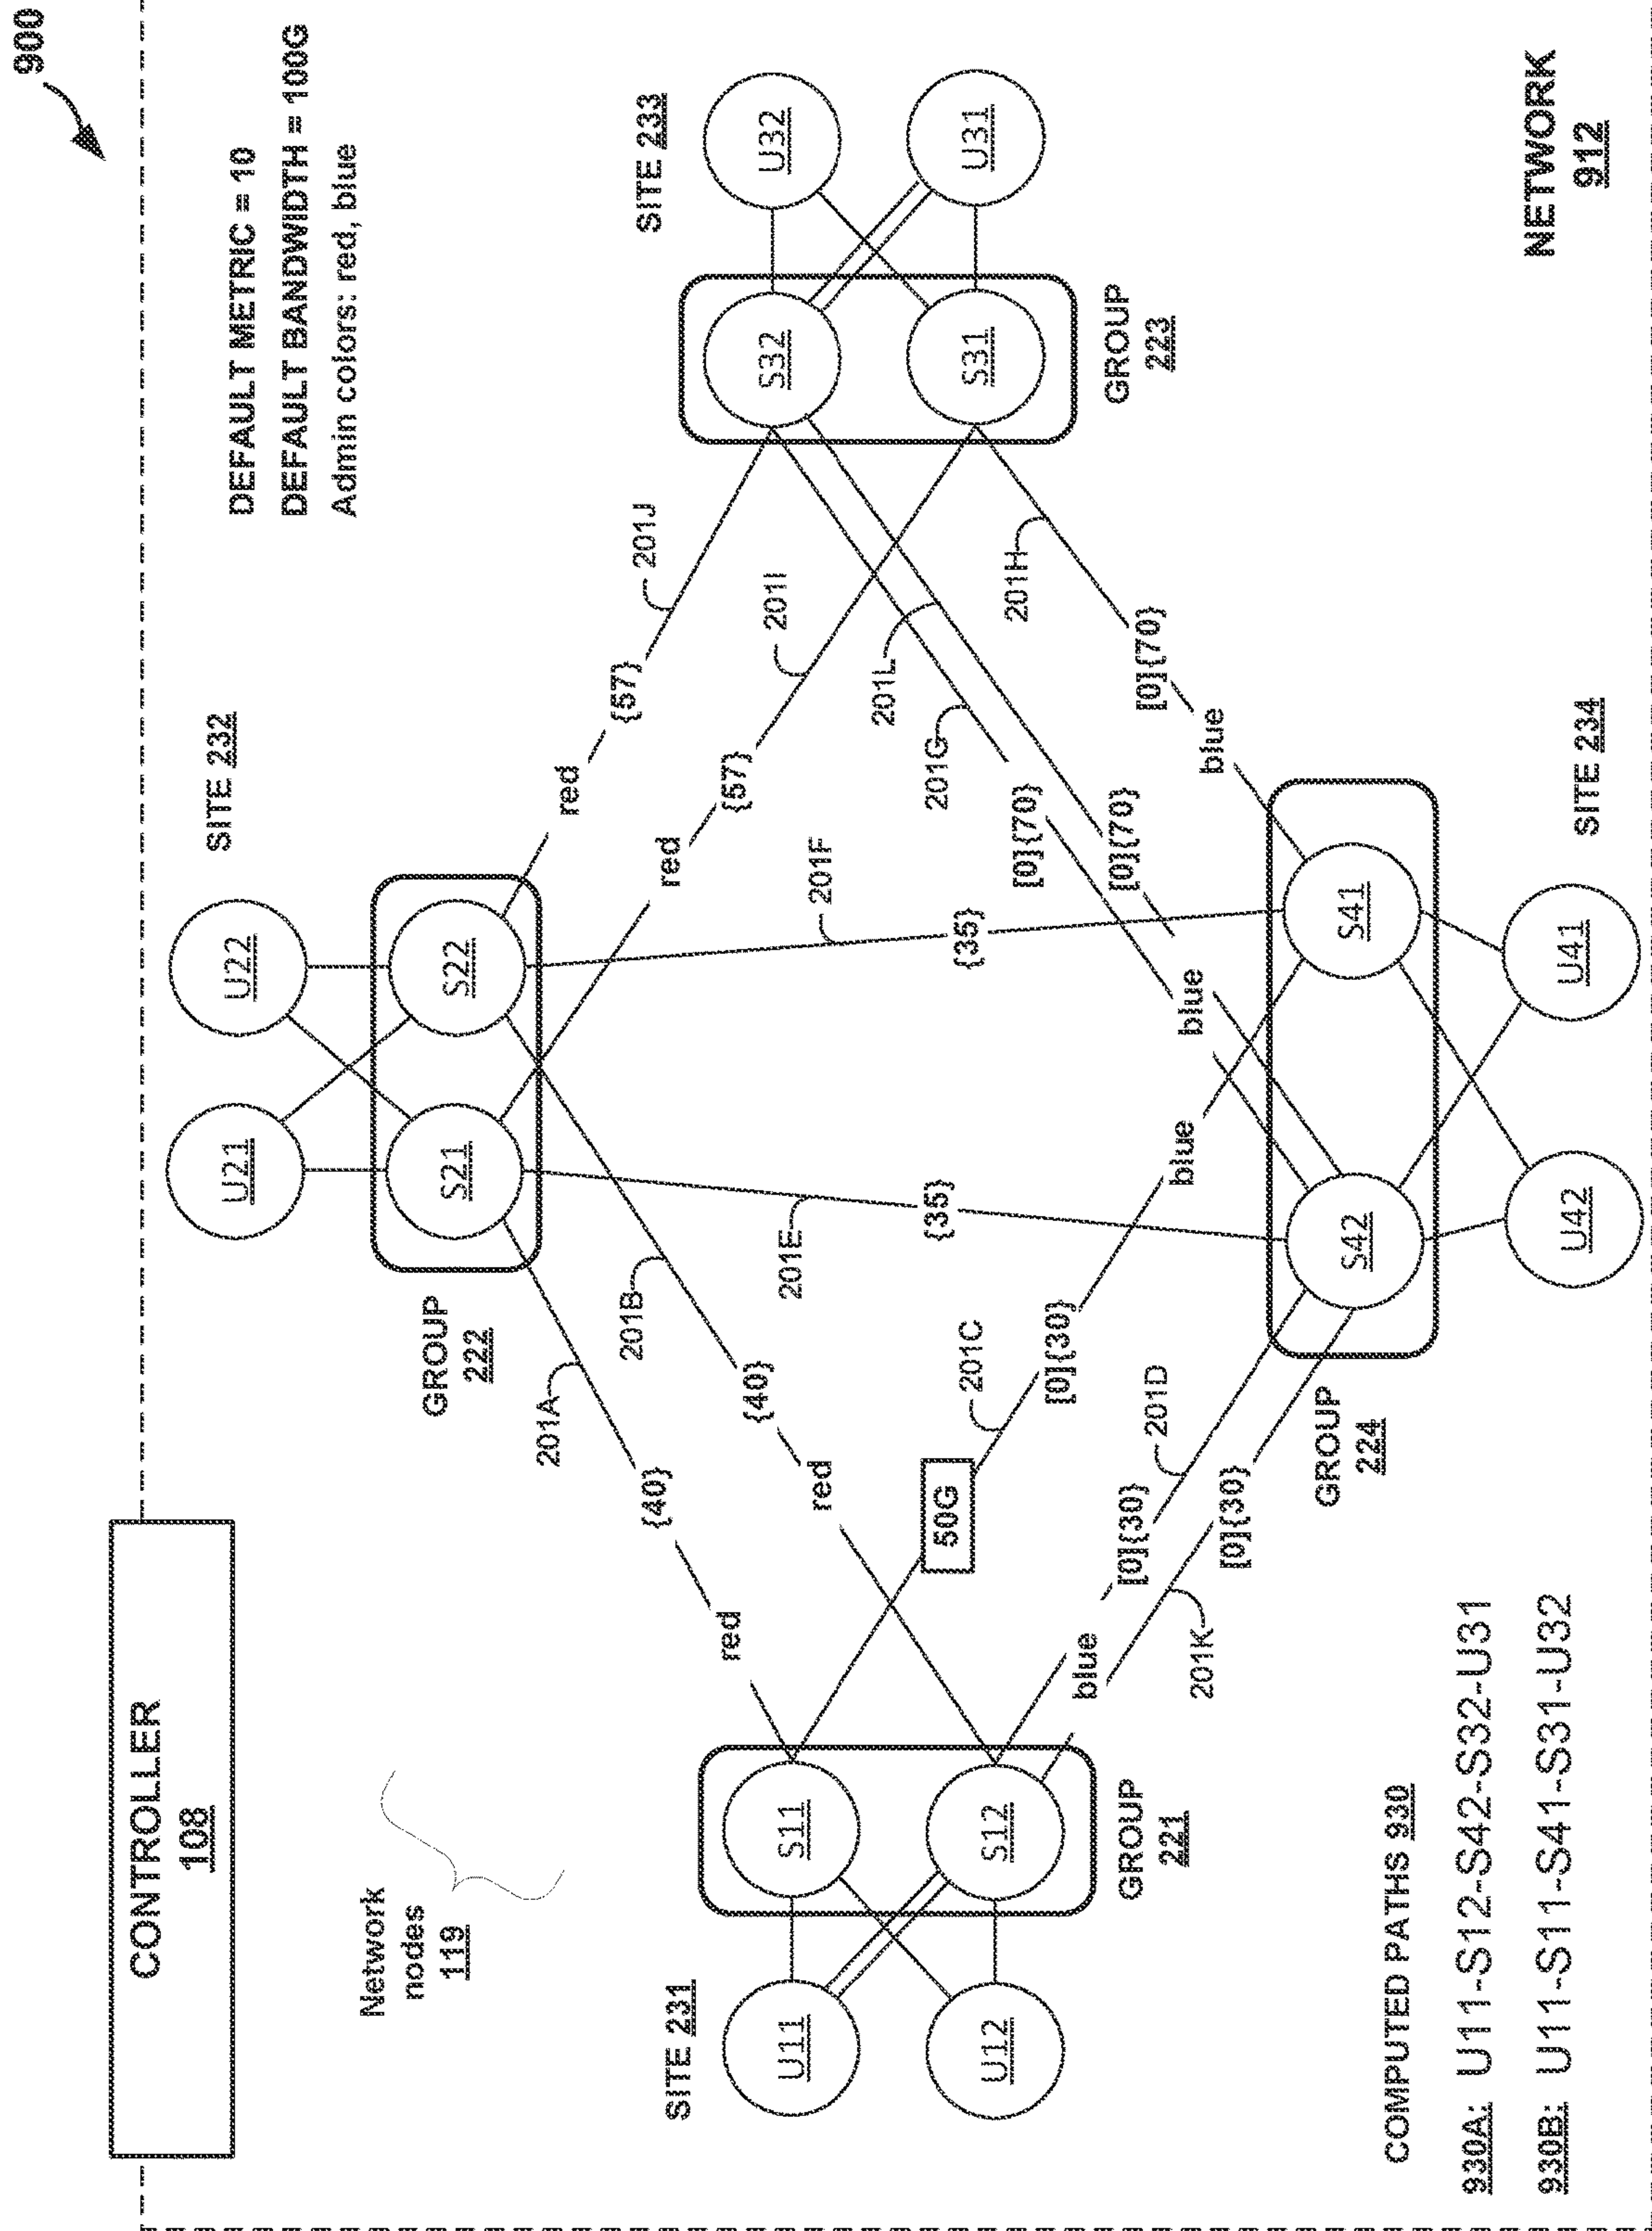 900
CONTROLLER
108
DEFAULT METRIC = 10
DEFAULT BANDWIDTH = 100G
Admin colors: red, blue
Network
nodes
119
SITE 232
U21
U22
S21
S22
GROUP
222
SITE 231
U11
U12
S11
S12
GROUP
221
SITE 233
U32
U31
S32
S31
GROUP
223
201A
{40}
red
201B
{40}
red
201J
{57}
red
201I
{57}
red
201E
{35}
201F
{35}
201L
201G
[0]{70}
[0]{70}
blue
201H
[0]{70}
blue
50G
201C
[0]{30}
blue
201D
[0]{30}
blue
201K
[0]{30}
S42
S41
U42
U41
GROUP
224
SITE 234
NETWORK
912
COMPUTED PATHS 930
930A: U11-S12-S42-S32-U31
930B: U11-S11-S41-S31-U32